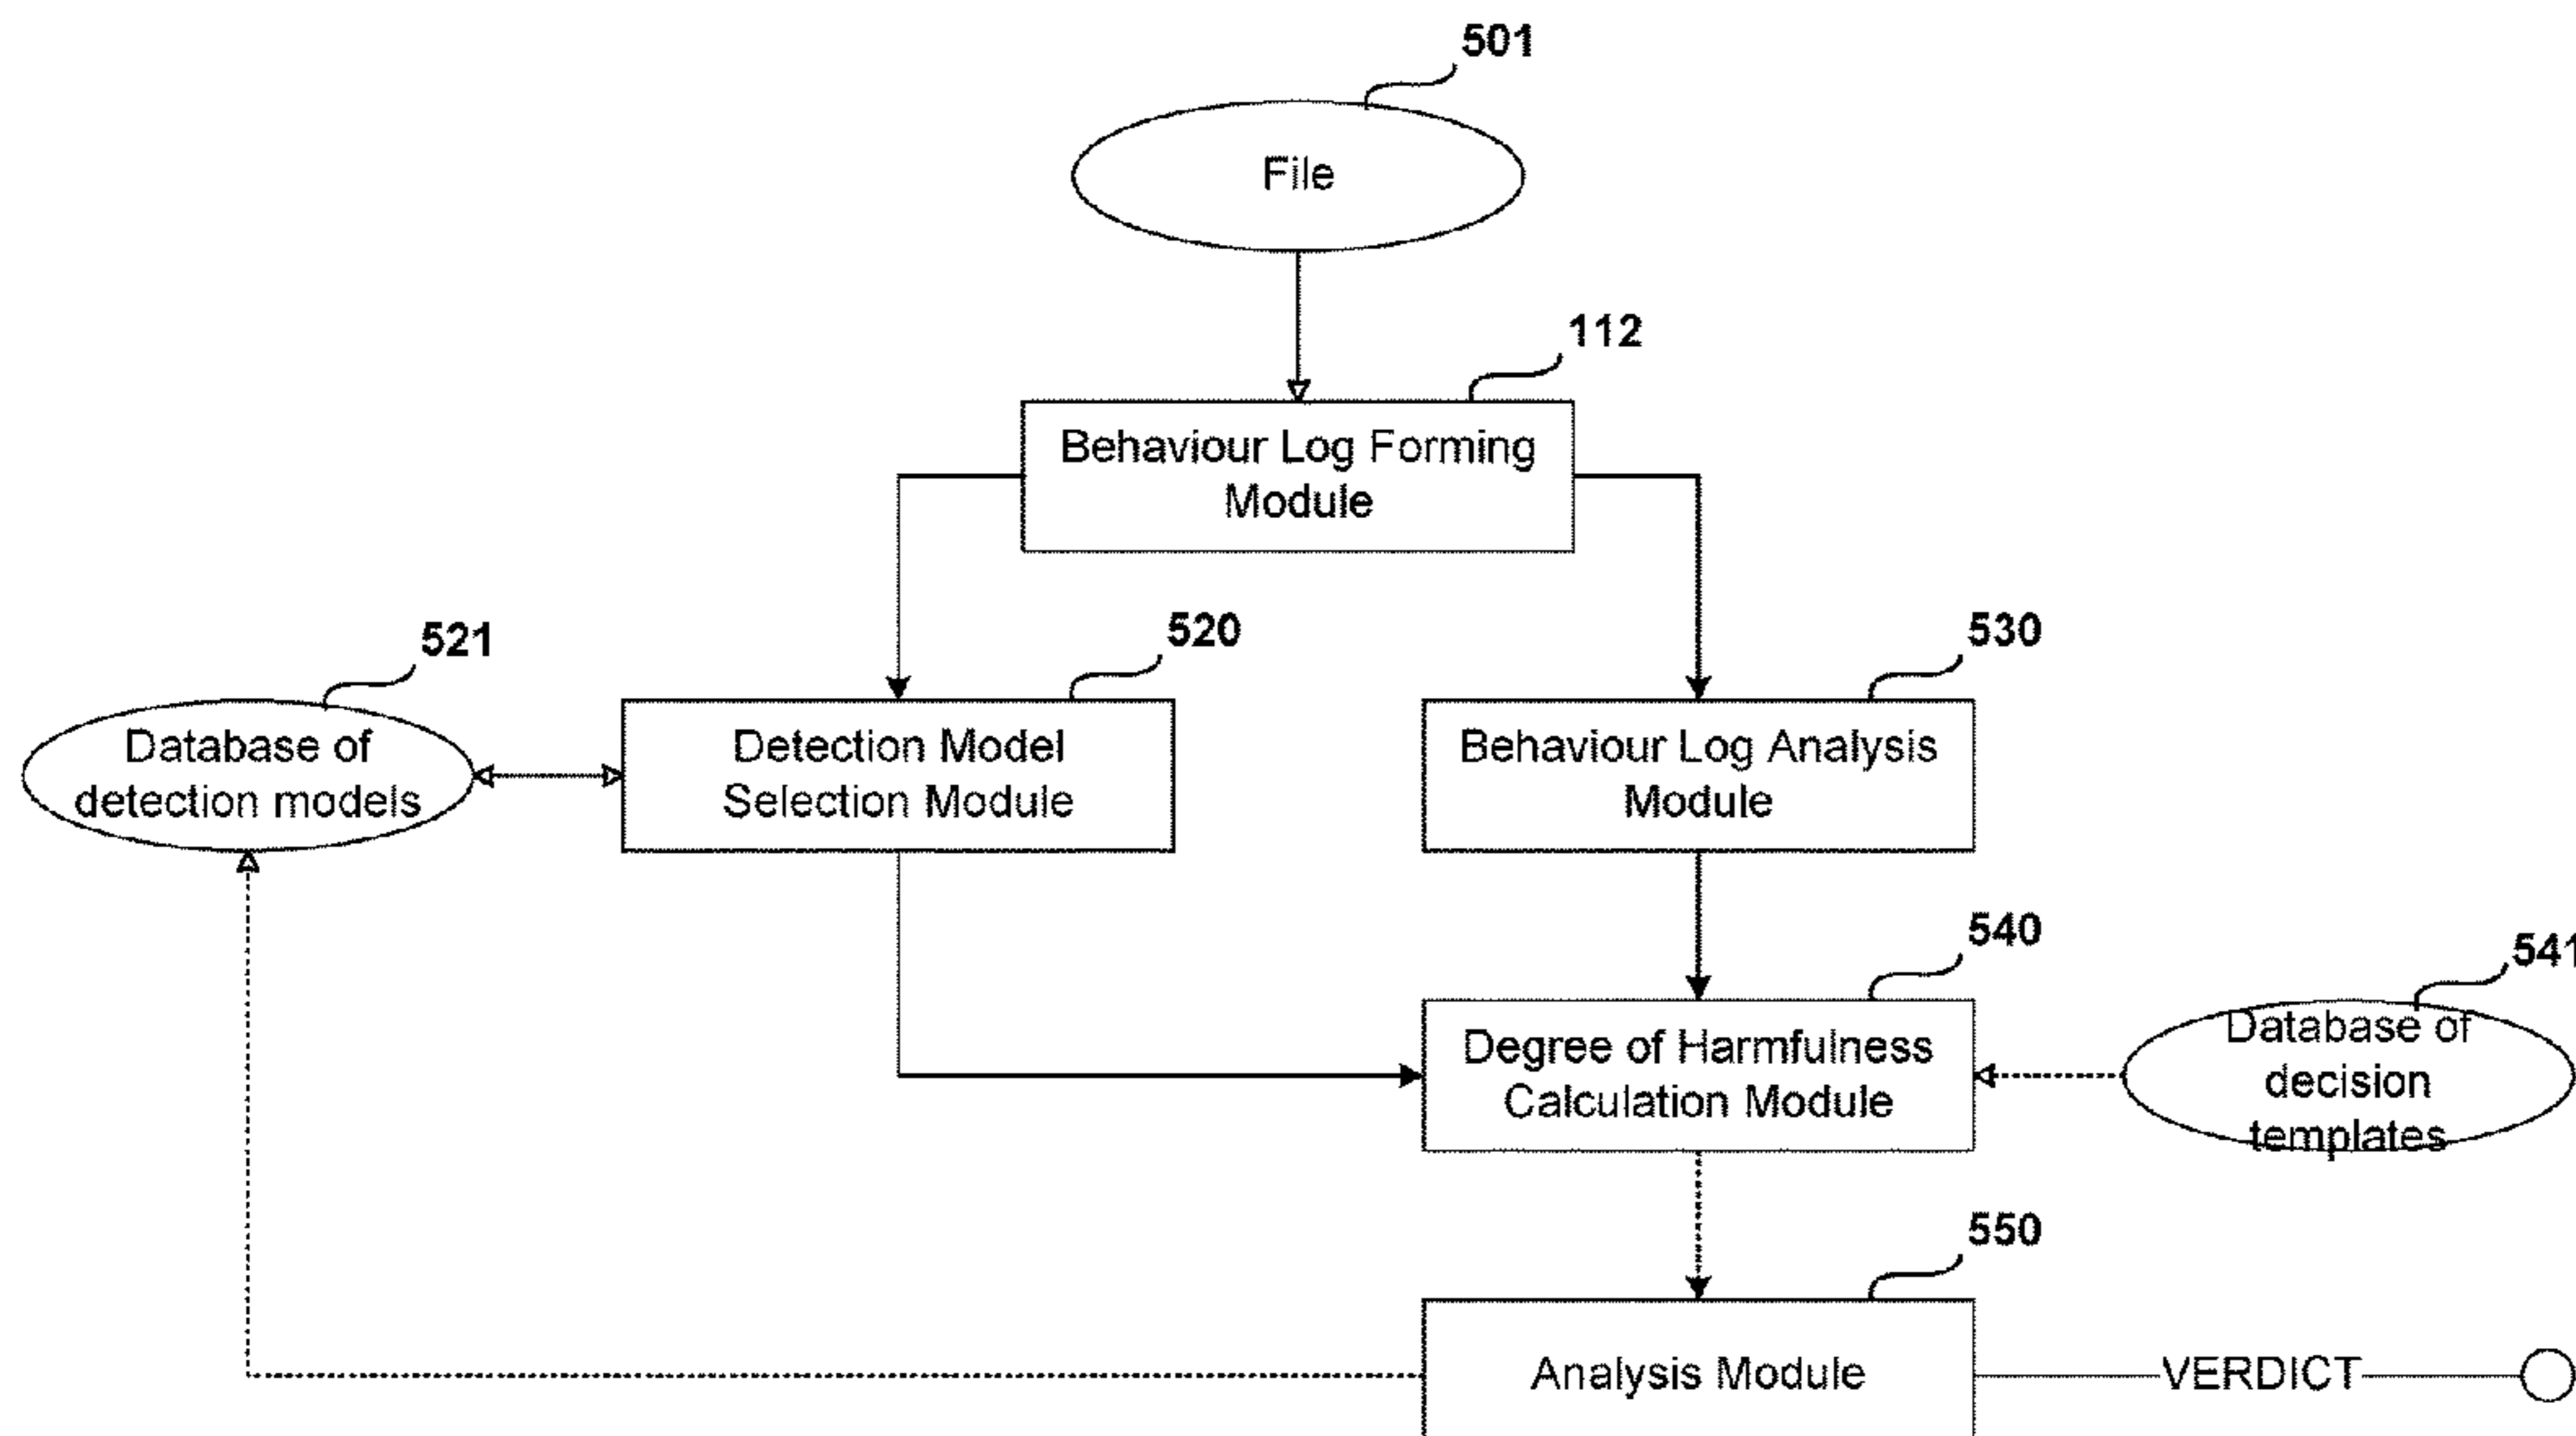 501
File
112
Behaviour Log Forming
Module
521
520
530
Database of
detection models
Detection Model
Selection Module
Behaviour Log Analysis
Module
540
541
Degree of Harmfulness
Calculation Module
Database of
decision
templates
550
Analysis Module
VERDICT